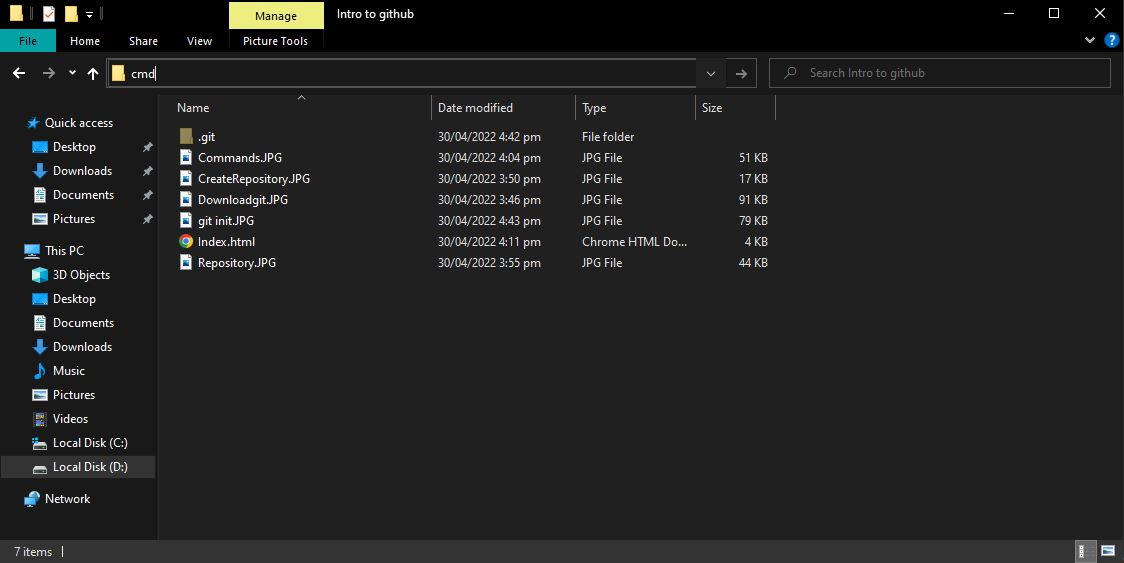 Manage
Intro to github
File
Home
Share
View
Picture Tools
?
cmd
Search Intro to github
Name
Date modified
Type
Size
.git
30/04/2022 4:42 pm
File folder
Commands.JPG
30/04/2022 4:04 pm
JPG File
51 KB
CreateRepository.JPG
30/04/2022 3:50 pm
JPG File
17 KB
Downloadgit.JPG
30/04/2022 3:46 pm
JPG File
91 KB
git init.JPG
30/04/2022 4:43 pm
JPG File
79 KB
Index.html
30/04/2022 4:11 pm
Chrome HTML Do...
4 KB
Repository.JPG
30/04/2022 3:55 pm
JPG File
44 KB
Quick access
Desktop
Downloads
Documents
Pictures
This PC
3D Objects
Desktop
Documents
Downloads
Music
Pictures
Videos
Local Disk (C:)
Local Disk (D:)
Network
7 items